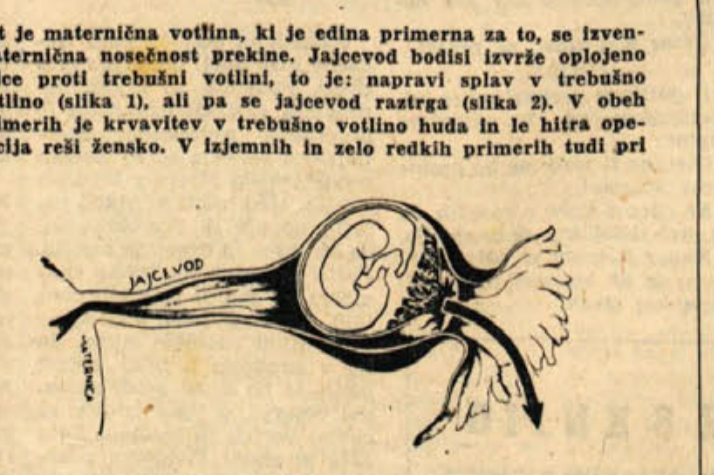 t je maternična votlina, ki je edina primerna za to, se izven-
aternična nosečnost prekine. Jajcevod bodisi izvrže oplojeno
ce proti trebušni votlini, to je: napravi splav v trebušno
tlino (slika 1), ali pa se jajcevod raztrga (slika 2). V obeh
imerih je krvavitev v trebušno votlino huda in le hitra ope-
cija reši žensko. V izjemnih in zelo redkih primerih tudi pri
JAJCEVOD
MATERNICA